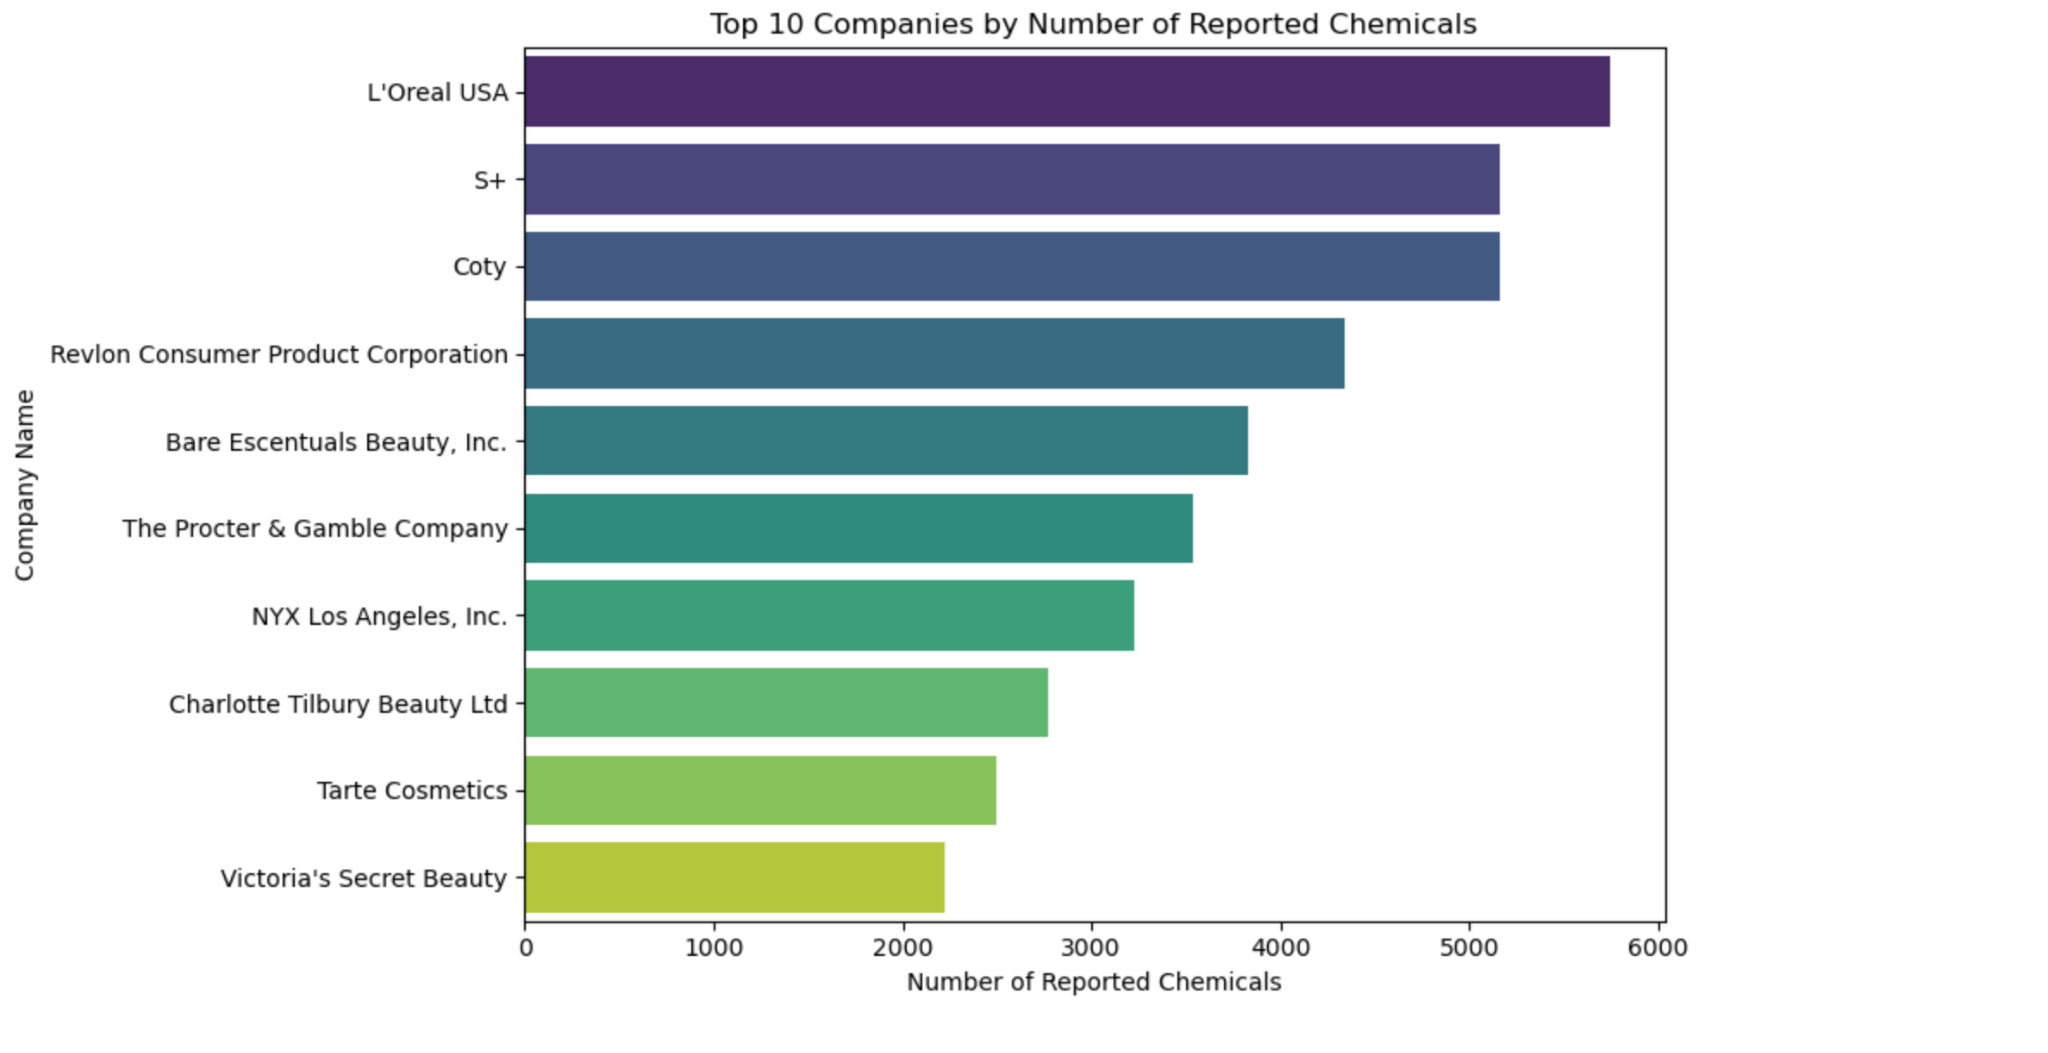 Top 10 Companies by Number of Reported Chemicals
Company Name
L'Oreal USA
S+
Coty
Revlon Consumer Product Corporation
Bare Escentuals Beauty, Inc.
The Procter & Gamble Company
NYX Los Angeles, Inc.
Charlotte Tilbury Beauty Ltd
Tarte Cosmetics
Victoria's Secret Beauty
0 1000 2000 3000 4000 5000 6000
Number of Reported Chemicals